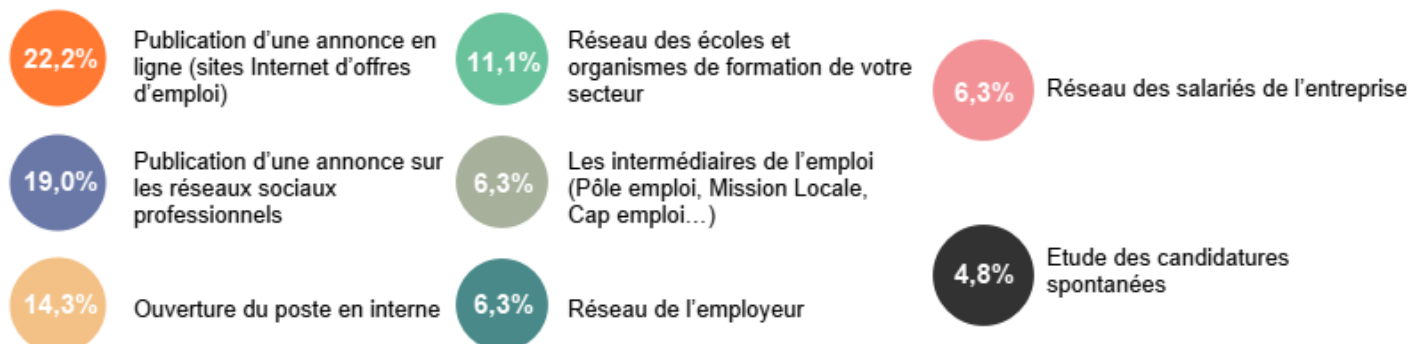 22,2%
Publication d’une annonce en
ligne (sites Internet d’offres
d’emploi)
19,0%
Publication d’une annonce sur
les réseaux sociaux
professionnels
14,3%
Ouverture du poste en interne
11,1%
Réseau des écoles et
organismes de formation de votre
secteur
6,3%
Les intermédiaires de l’emploi
(Pôle emploi, Mission Locale,
Cap emploi…)
6,3%
Réseau de l’employeur
6,3%
Réseau des salariés de l’entreprise
4,8%
Etude des candidatures
spontanées